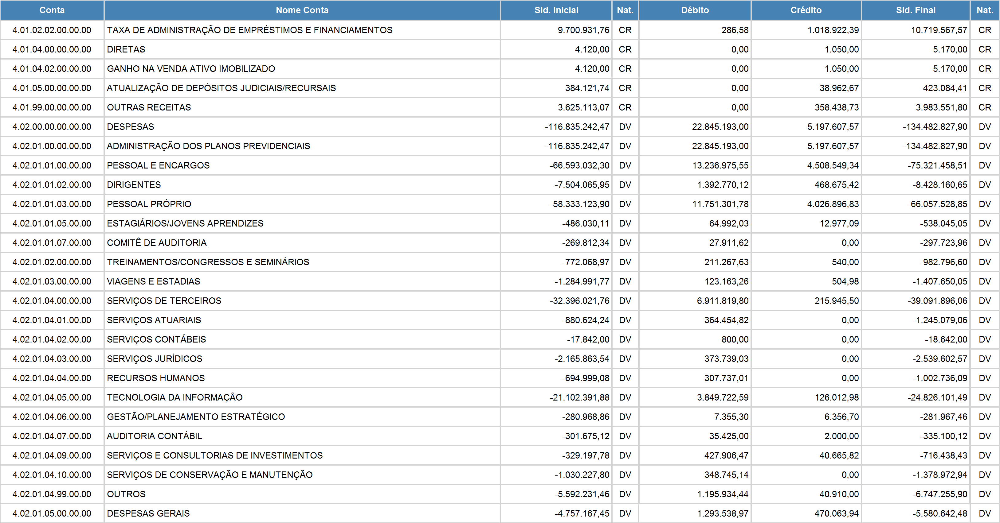 Conta Nome Conta Sld. Inicial Nat. Débito Crédito Sld. Final Nat.
4.01.02.02.00.00.00 TAXA DE ADMINISTRAÇÃO DE EMPRÉSTIMOS E FINANCIAMENTOS 9.700.931,76 CR 286,58 1.018.922,39 10.719.567,57 CR
4.01.04.00.00.00.00 DIRETAS 4.120,00 CR 0,00 1.050,00 5.170,00 CR
4.01.04.02.00.00.00 GANHO NA VENDA ATIVO IMOBILIZADO 4.120,00 CR 0,00 1.050,00 5.170,00 CR
4.01.05.00.00.00.00 ATUALIZAÇÃO DE DEPÓSITOS JUDICIAIS/RECURSAIS 384.121,74 CR 0,00 38.962,67 423.084,41 CR
4.01.99.00.00.00.00 OUTRAS RECEITAS 3.625.113,07 CR 0,00 358.438,73 3.983.551,80 CR
4.02.00.00.00.00.00 DESPESAS -116.835.242,47 DV 22.845.193,00 5.197.607,57 -134.482.827,90 DV
4.02.01.00.00.00.00 ADMINISTRAÇÃO DOS PLANOS PREVIDENCIAIS -116.835.242,47 DV 22.845.193,00 5.197.607,57 -134.482.827,90 DV
4.02.01.01.00.00.00 PESSOAL E ENCARGOS -66.593.032,30 DV 13.236.975,55 4.508.549,34 -75.321.458,51 DV
4.02.01.01.02.00.00 DIRIGENTES -7.504.065,95 DV 1.392.770,12 468.675,42 -8.428.160,65 DV
4.02.01.01.03.00.00 PESSOAL PRÓPRIO -58.333.123,90 DV 11.751.301,78 4.026.896,83 -66.057.528,85 DV
4.02.01.01.05.00.00 ESTAGIÁRIOS/JOVENS APRENDIZES -486.030,11 DV 64.992,03 12.977,09 -538.045,05 DV
4.02.01.01.07.00.00 COMITÊ DE AUDITORIA -269.812,34 DV 27.911,62 0,00 -297.723,96 DV
4.02.01.02.00.00.00 TREINAMENTOS/CONGRESSOS E SEMINÁRIOS -772.068,97 DV 211.267,63 540,00 -982.796,60 DV
4.02.01.03.00.00.00 VIAGENS E ESTADIAS -1.284.991,77 DV 123.163,26 504,98 -1.407.650,05 DV
4.02.01.04.00.00.00 SERVIÇOS DE TERCEIROS -32.396.021,76 DV 6.911.819,80 215.945,50 -39.091.896,06 DV
4.02.01.04.01.00.00 SERVIÇOS ATUARIAIS -880.624,24 DV 364.454,82 0,00 -1.245.079,06 DV
4.02.01.04.02.00.00 SERVIÇOS CONTÁBEIS -17.842,00 DV 800,00 0,00 -18.642,00 DV
4.02.01.04.03.00.00 SERVIÇOS JURÍDICOS -2.165.863,54 DV 373.739,03 0,00 -2.539.602,57 DV
4.02.01.04.04.00.00 RECURSOS HUMANOS -694.999,08 DV 307.737,01 0,00 -1.002.736,09 DV
4.02.01.04.05.00.00 TECNOLOGIA DA INFORMAÇÃO -21.102.391,88 DV 3.849.722,59 126.012,98 -24.826.101,49 DV
4.02.01.04.06.00.00 GESTÃO/PLANEJAMENTO ESTRATÉGICO -280.968,86 DV 7.355,30 6.356,70 -281.967,46 DV
4.02.01.04.07.00.00 AUDITORIA CONTÁBIL -301.675,12 DV 35.425,00 2.000,00 -335.100,12 DV
4.02.01.04.09.00.00 SERVIÇOS E CONSULTORIAS DE INVESTIMENTOS -329.197,78 DV 427.906,47 40.665,82 -716.438,43 DV
4.02.01.04.10.00.00 SERVIÇOS DE CONSERVAÇÃO E MANUTENÇÃO -1.030.227,80 DV 348.745,14 0,00 -1.378.972,94 DV
4.02.01.04.99.00.00 OUTROS -5.592.231,46 DV 1.195.934,44 40.910,00 -6.747.255,90 DV
4.02.01.05.00.00.00 DESPESAS GERAIS -4.757.167,45 DV 1.293.538,97 470.063,94 -5.580.642,48 DV